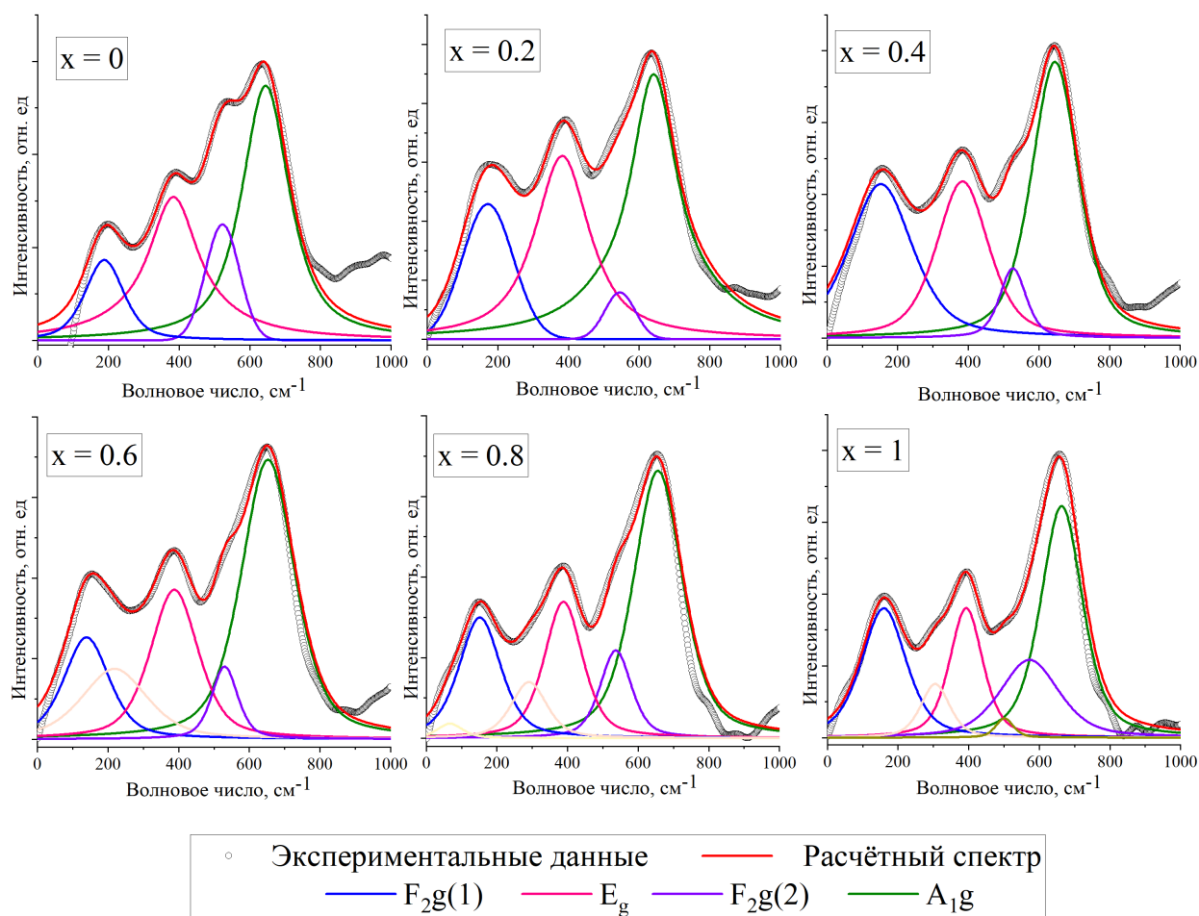 x = 0
Интенсивность, отн. ед
0 200 400 600 800 1000
Волновое число, см-1
x = 0.2
Интенсивность, отн. ед
0 200 400 600 800 1000
Волновое число, см-1
x = 0.4
Интенсивность, отн. ед
0 200 400 600 800 1000
Волновое число, см-1
x = 0.6
Интенсивность, отн. ед
0 200 400 600 800 1000
Волновое число, см-1
x = 0.8
Интенсивность, отн. ед
0 200 400 600 800 1000
Волновое число, см-1
x = 1
Интенсивность, отн. ед
0 200 400 600 800 1000
Волновое число, см-1
Экспериментальные данные Расчётный спектр
F2g(1) Eg F2g(2) A1g